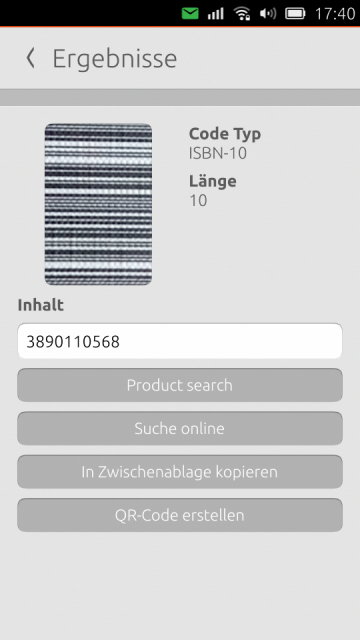 17:40
Ergebnisse
Code Typ
ISBN-10
Länge
10
Inhalt
3890110568
Product search
Suche online
In Zwischenablage kopieren
QR-Code erstellen